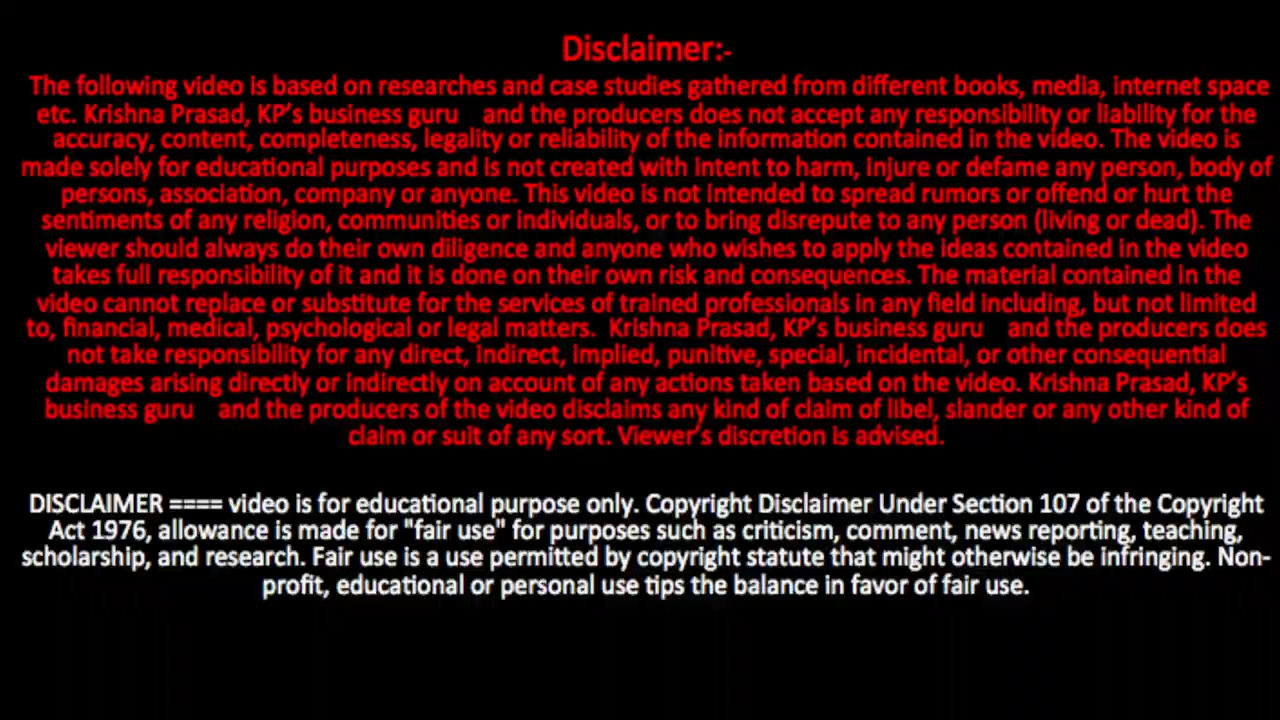 Disclaimer:-
The following video is based on researches and case studies gathered from different books, media, internet space
etc. Krishna Prasad, KP's business guru and the producers does not accept any responsibility or liability for the
accuracy, content, completeness, legality or reliability of the information contained in the video. The video is
made solely for educational purposes and is not created with intent to harm, injure or defame any person, body of
persons, association, company or anyone. This video is not intended to spread rumors or offend or hurt the
sentiments of any religion, communities or individuals, or to bring disrepute to any person (living or dead). The
viewer should always do their own diligence and anyone who wishes to apply the ideas contained in the video
takes full responsibility of it and it is done on their own risk and consequences. The material contained in the
video cannot replace or substitute for the services of trained professionals in any field including, but not limited
to, financial, medical, psychological or legal matters. Krishna Prasad, KP's business guru and the producers does
not take responsibility for any direct, indirect, implied, punitive, special, incidental, or other consequential
damages arising directly or indirectly on account of any actions taken based on the video. Krishna Prasad, KP's
business guru and the producers of the video disclaims any kind of claim of libel, slander or any other kind of
claim or suit of any sort. Viewer's discretion is advised.
DISCLAIMER ==== video is for educational purpose only. Copyright Disclaimer Under Section 107 of the Copyright
Act 1976, allowance is made for "fair use" for purposes such as criticism, comment, news reporting, teaching,
scholarship, and research. Fair use is a use permitted by copyright statute that might otherwise be infringing. Non-
profit, educational or personal use tips the balance in favor of fair use.